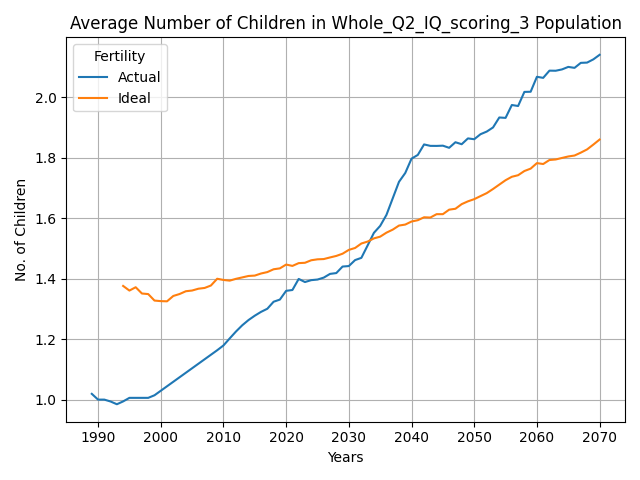 Average Number of Children in Whole_Q2_IQ_scoring_3 Population
Fertility
Actual
Ideal
No. of Children
2.0
1.8
1.6
1.4
1.2
1.0
1990 2000 2010 2020 2030 2040 2050 2060 2070
Years